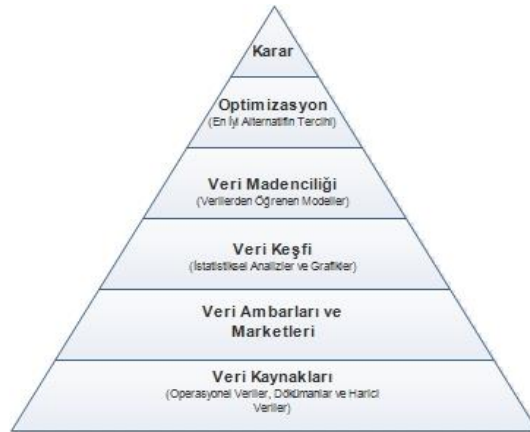 Karar
Optimizasyon
(En İyi Alternatifin Tercihi)
Veri Madenciliği
(Verilerden Öğrenen Modeller)
Veri Keşfi
(İstatistiksel Analizler ve Grafikler)
Veri Ambarları ve
Marketleri
Veri Kaynakları
(Operasyonel Veriler, Dökümanlar ve Harici
Veriler)